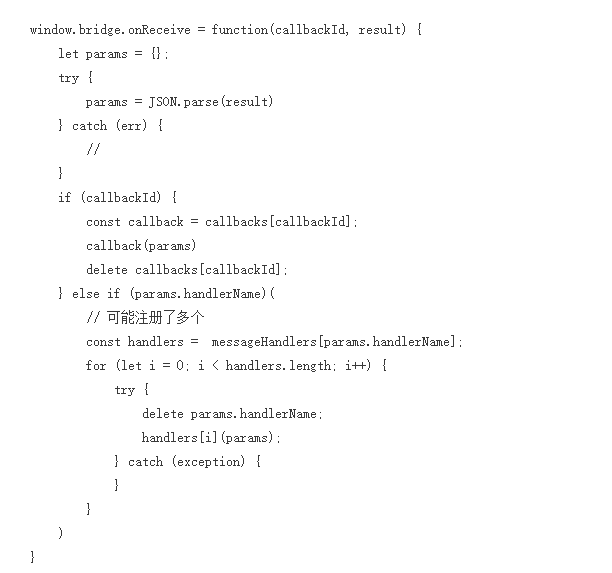 window.bridge.onReceive = function(callbackId, result) {
    let params = {};
    try {
        params = JSON.parse(result)
    } catch (err) {
        //
    }
    if (callbackId) {
        const callback = callbacks[callbackId];
        callback(params)
        delete callbacks[callbackId];
    } else if (params.handlerName)(
        // 可能注册了多个
        const handlers =  messageHandlers[params.handlerName];
        for (let i = 0; i < handlers.length; i++) {
            try {
                delete params.handlerName;
                handlers[i](params);
            } catch (exception) {
            }
        }
    )
}